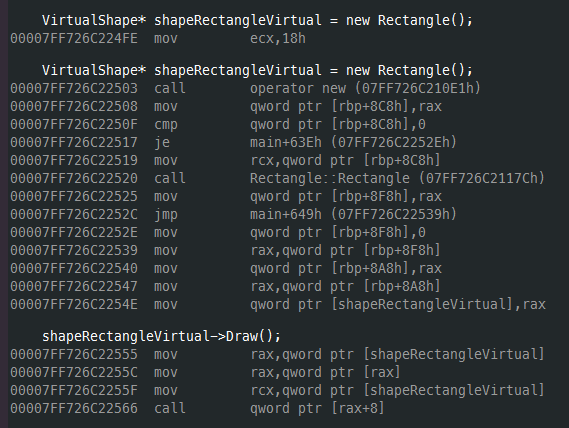 VirtualShape* shapeRectangleVirtual = new Rectangle();
00007FF726C224FE mov ecx,18h
VirtualShape* shapeRectangleVirtual = new Rectangle();
00007FF726C22503 call operator new (07FF726C210E1h)
00007FF726C22508 mov qword ptr [rbp+8C8h],rax
00007FF726C2250F cmp qword ptr [rbp+8C8h],0
00007FF726C22517 je main+63Eh (07FF726C2252Eh)
00007FF726C22519 mov rcx,qword ptr [rbp+8C8h]
00007FF726C22520 call Rectangle::Rectangle (07FF726C2117Ch)
00007FF726C22525 mov qword ptr [rbp+8F8h],rax
00007FF726C2252C jmp main+649h (07FF726C22539h)
00007FF726C2252E mov qword ptr [rbp+8F8h],0
00007FF726C22539 mov rax,qword ptr [rbp+8F8h]
00007FF726C22540 mov qword ptr [rbp+8A8h],rax
00007FF726C22547 mov rax,qword ptr [rbp+8A8h]
00007FF726C2254E mov qword ptr [shapeRectangleVirtual],rax
shapeRectangleVirtual->Draw();
00007FF726C22555 mov rax,qword ptr [shapeRectangleVirtual]
00007FF726C2255C mov rax,qword ptr [rax]
00007FF726C2255F mov rcx,qword ptr [shapeRectangleVirtual]
00007FF726C22566 call qword ptr [rax+8]